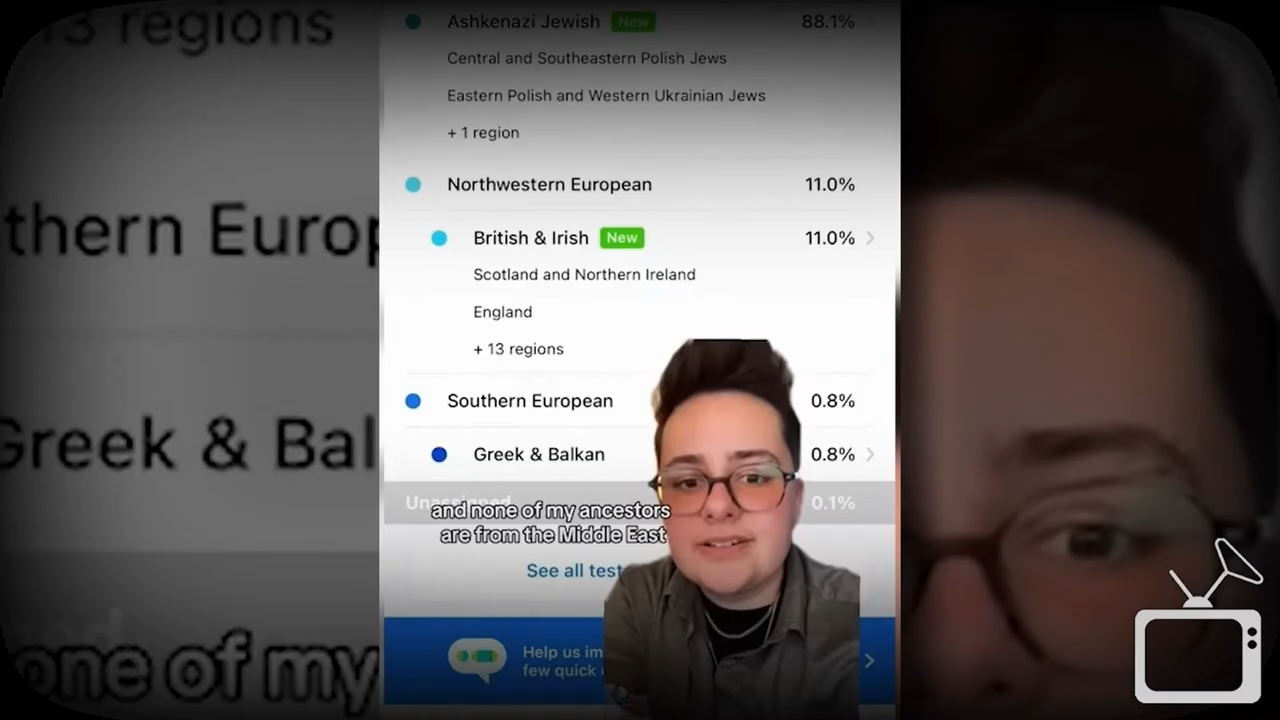 13 regions
thern Europ
Greek & Bal
one of my
Ashkenazi Jewish New 88.1%
Central and Southeastern Polish Jews
Eastern Polish and Western Ukrainian Jews
+ 1 region
Northwestern European 11.0%
British & Irish New 11.0%
Scotland and Northern Ireland
England
+ 13 regions
Southern European 0.8%
Greek & Balkan 0.8%
Unassigned 0.1%
and none of my ancestors
are from the Middle East
See all test
Help us im
few quick